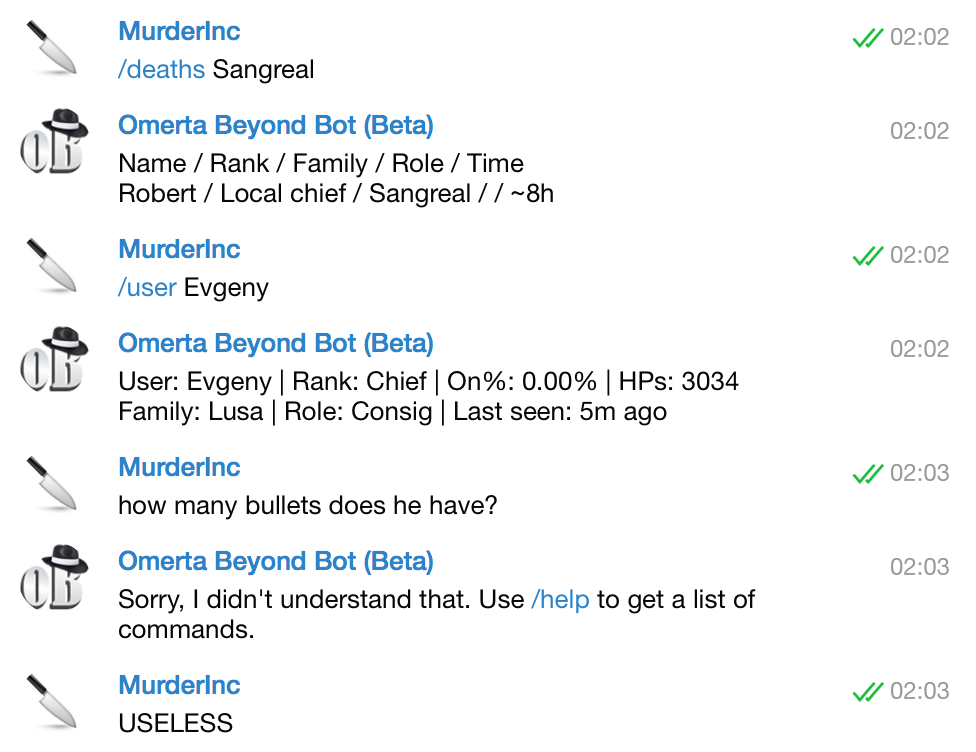 MurderInc 02:02
/deaths Sangreal
Omerta Beyond Bot (Beta) 02:02
Name / Rank / Family / Role / Time
Robert / Local chief / Sangreal / / ~8h
MurderInc 02:02
/user Evgeny
Omerta Beyond Bot (Beta) 02:02
User: Evgeny | Rank: Chief | On%: 0.00% | HPs: 3034
Family: Lusa | Role: Consig | Last seen: 5m ago
MurderInc 02:03
how many bullets does he have?
Omerta Beyond Bot (Beta) 02:03
Sorry, I didn't understand that. Use /help to get a list of
commands.
MurderInc 02:03
USELESS